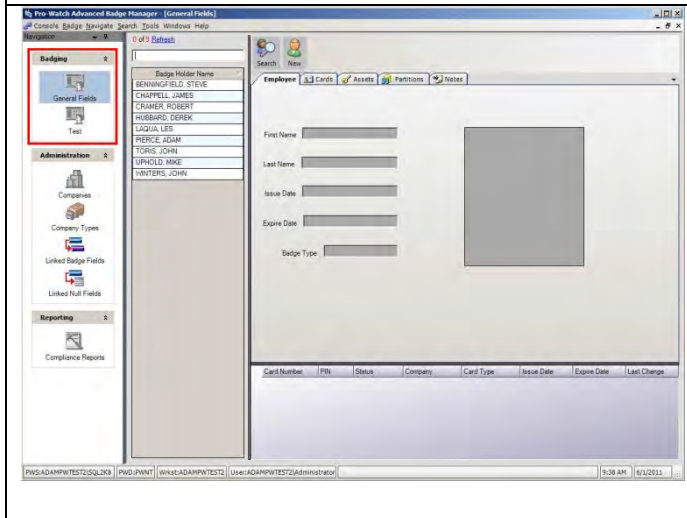 Pro-Watch Advanced Badge Manager - [General Fields]
Console Badge Navigate Search Tools Windows Help
Navigation
Badging
General Fields
Test
Administration
Companies
Company Types
Linked Badge Fields
Linked Null Fields
Reporting
Compliance Reports
0 of 9 Refresh
Badge Holder Name
BENNINGFIELD, STEVE
CHAPPELL, JAMES
CRAMER, ROBERT
HUBBARD, DEREK
LAQUA, LES
PIERCE, ADAM
TORIS, JOHN
UPHOLD, MIKE
WINTERS, JOHN
Search New
Employee Cards Assets Partitions Notes
First Name
Last Name
Issue Date
Expire Date
Badge Type
Card Number PIN Status Company Card Type Issue Date Expire Date Last Change
PWS:ADAMPWTEST2\SQL2K8 PWD:PWNT Wrkst:ADAMPWTEST2 User:ADAMPWTEST2\Administrator 9:38 AM 6/1/2011